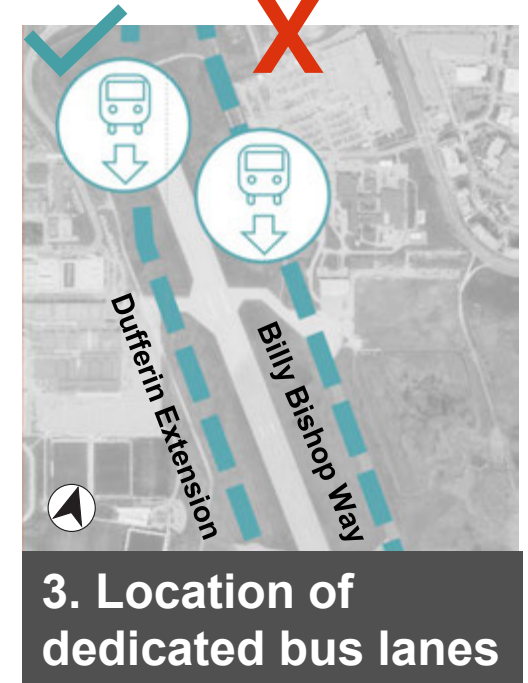 X
Dufferin Extension
Billy Bishop Way
3. Location of
dedicated bus lanes